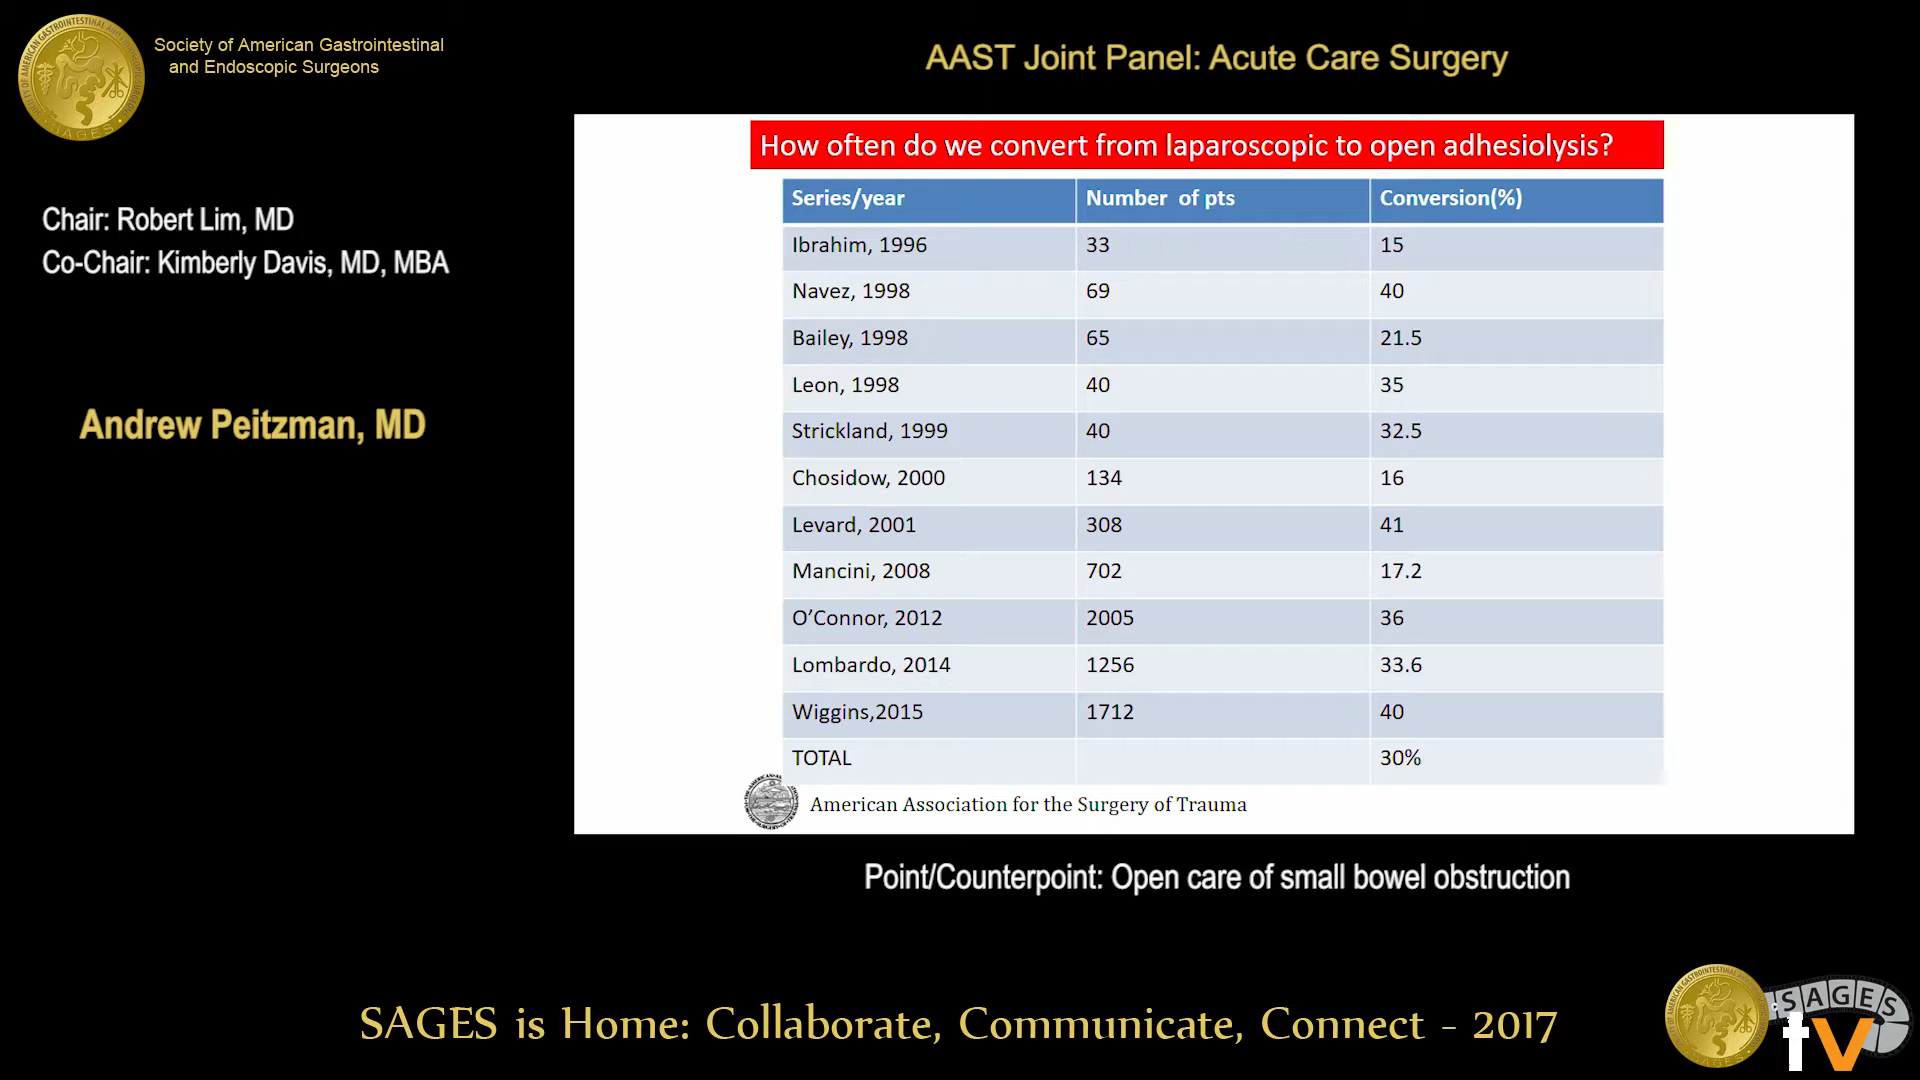 Society of American Gastrointestinal
and Endoscopic Surgeons
AAST Joint Panel: Acute Care Surgery
Chair: Robert Lim, MD
Co-Chair: Kimberly Davis, MD, MBA
Andrew Peitzman, MD
How often do we convert from laparoscopic to open adhesiolysis?
Series/year Number of pts Conversion(%)
Ibrahim, 1996 33 15
Navez, 1998 69 40
Bailey, 1998 65 21.5
Leon, 1998 40 35
Strickland, 1999 40 32.5
Chosidow, 2000 134 16
Levard, 2001 308 41
Mancini, 2008 702 17.2
O’Connor, 2012 2005 36
Lombardo, 2014 1256 33.6
Wiggins,2015 1712 40
TOTAL 30%
American Association for the Surgery of Trauma
Point/Counterpoint: Open care of small bowel obstruction
SAGES is Home: Collaborate, Communicate, Connect - 2017
SAGES
tv